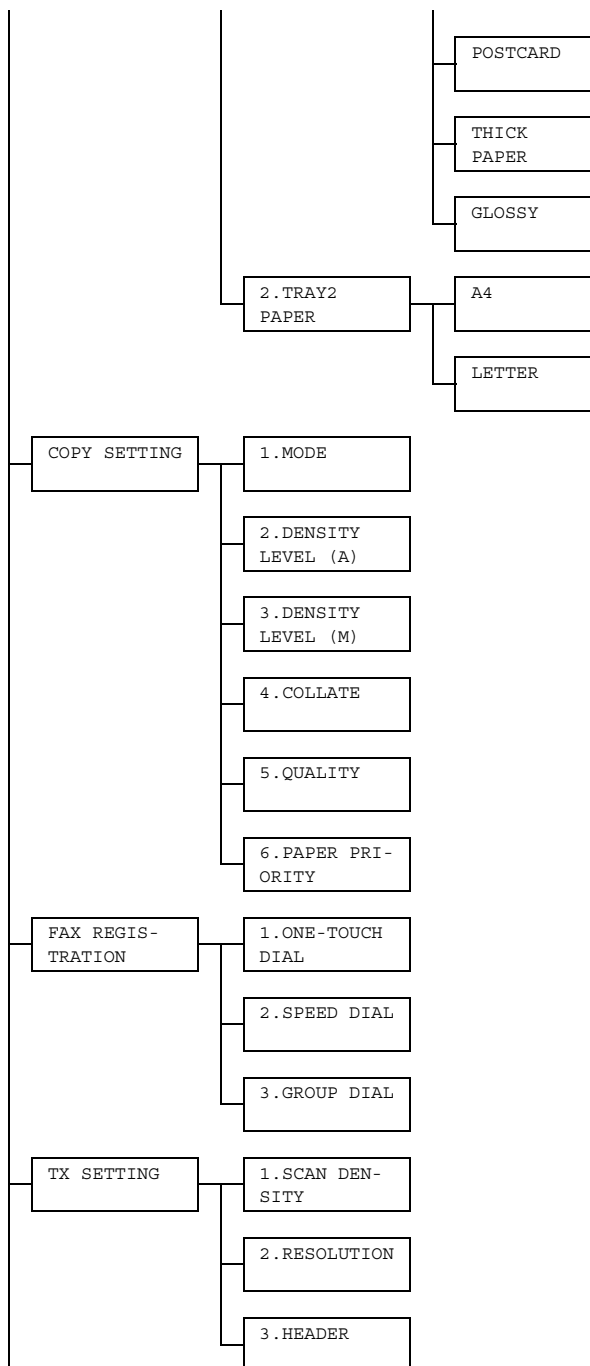 POSTCARD
THICK
PAPER
GLOSSY
2.TRAY2
PAPER
A4
LETTER
COPY SETTING
1.MODE
2.DENSITY
LEVEL (A)
3.DENSITY
LEVEL (M)
4.COLLATE
5.QUALITY
6.PAPER PRI-
ORITY
FAX REGIS-
TRATION
1.ONE-TOUCH
DIAL
2.SPEED DIAL
3.GROUP DIAL
TX SETTING
1.SCAN DEN-
SITY
2.RESOLUTION
3.HEADER